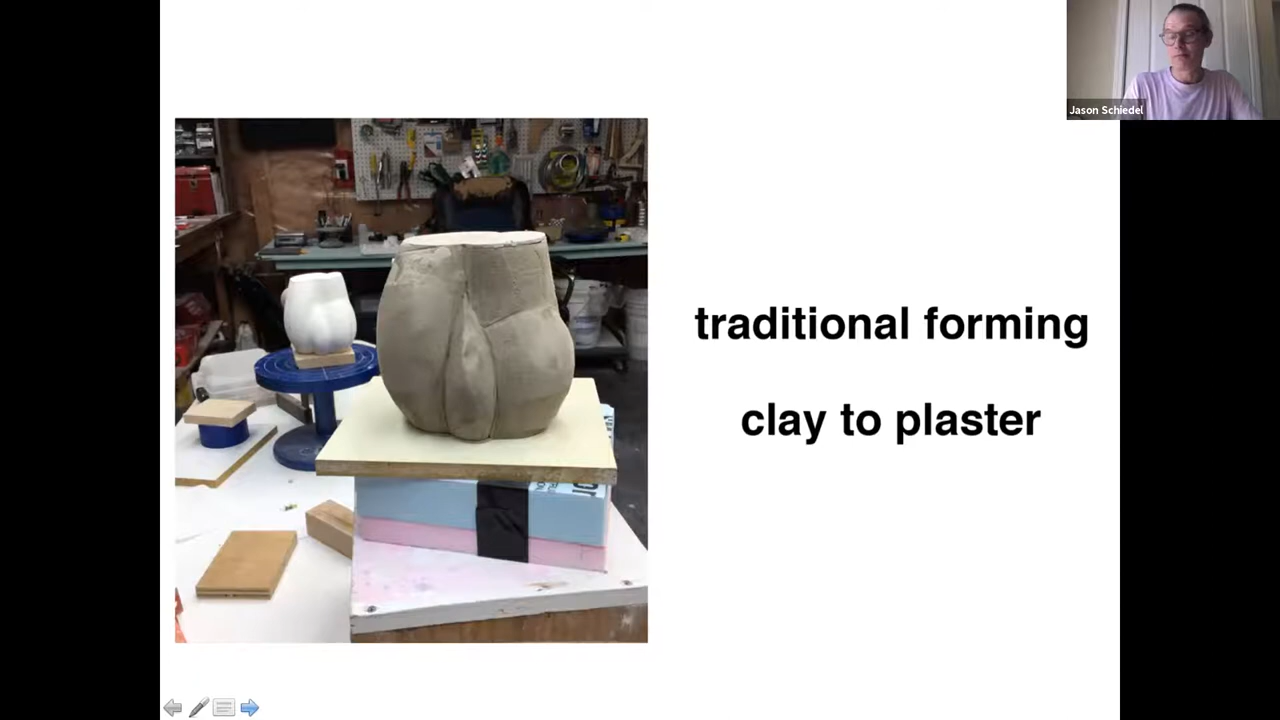 Jason Schiedel
traditional forming
clay to plaster